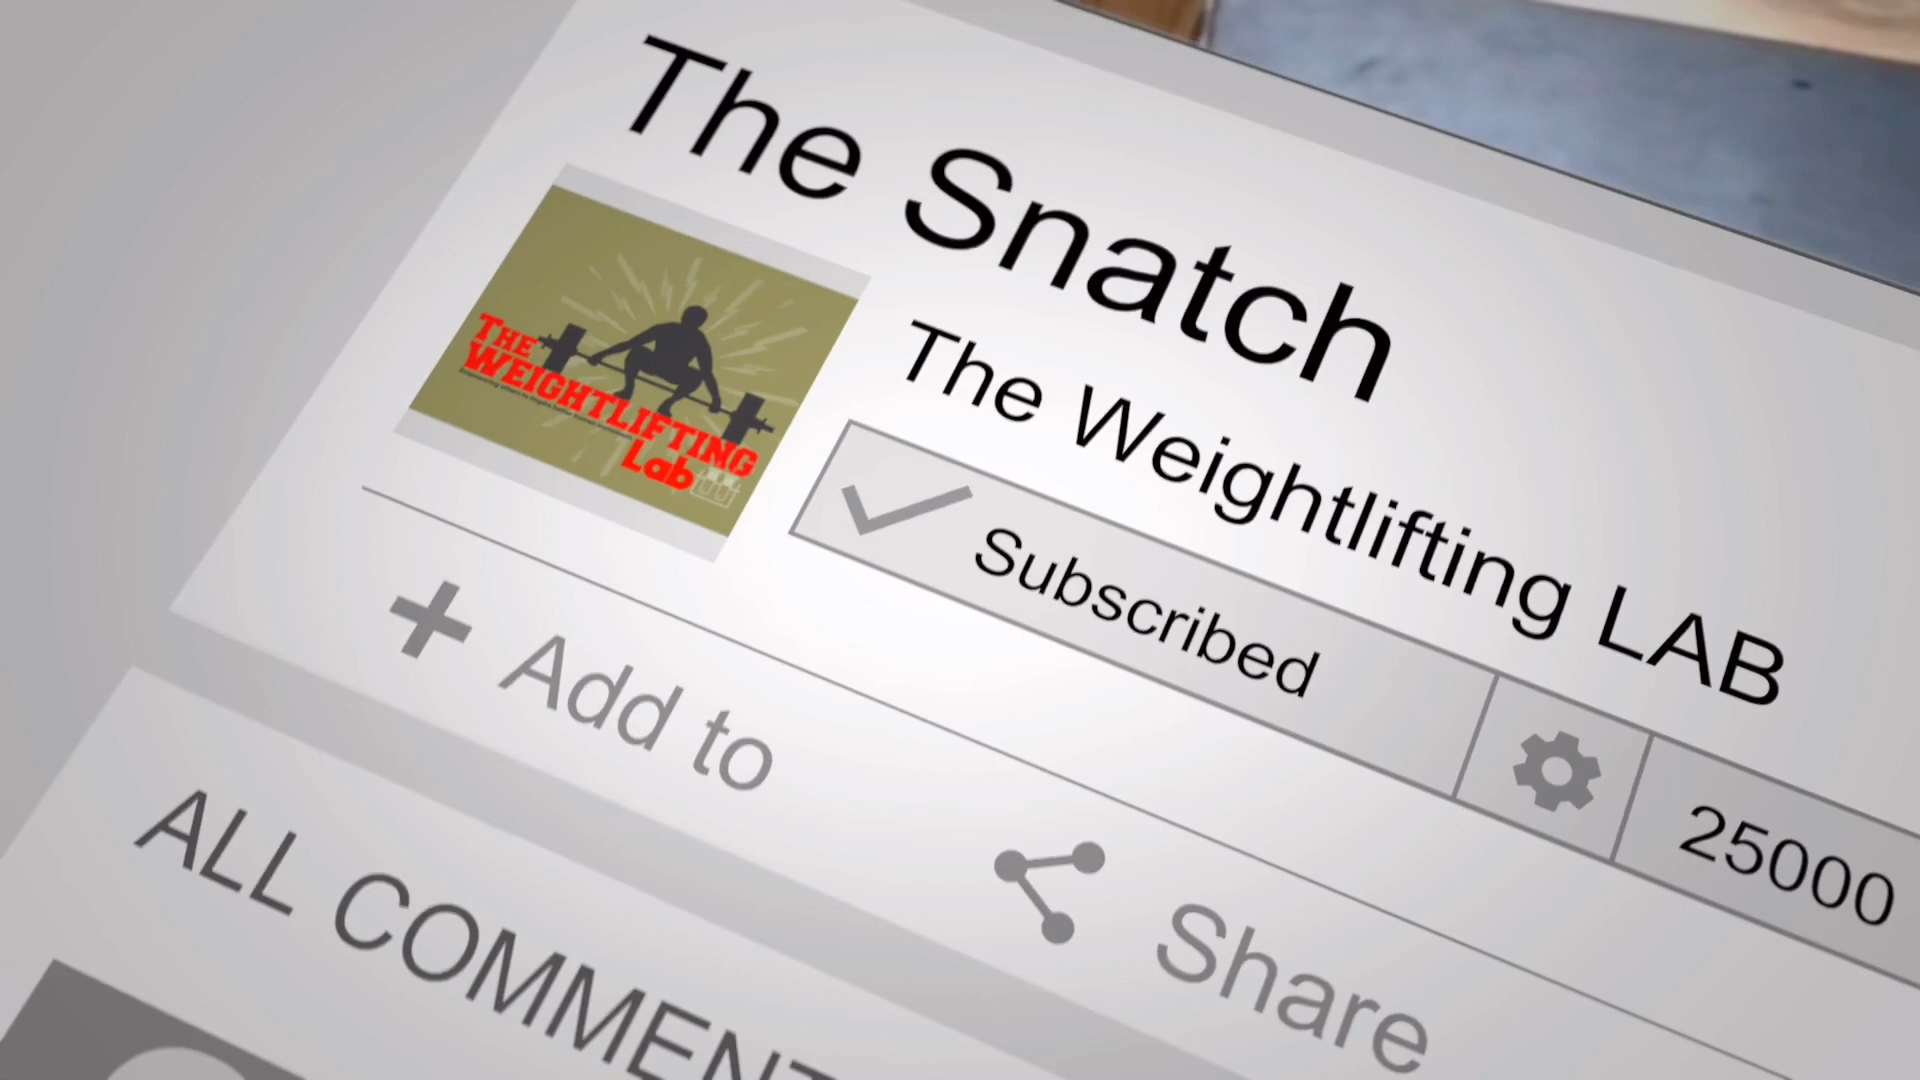 The Snatch
THE
WEIGHTLIFTING
Lab
The Weightlifting LAB
Subscribed
25000
Add to
Share
ALL COMMENT